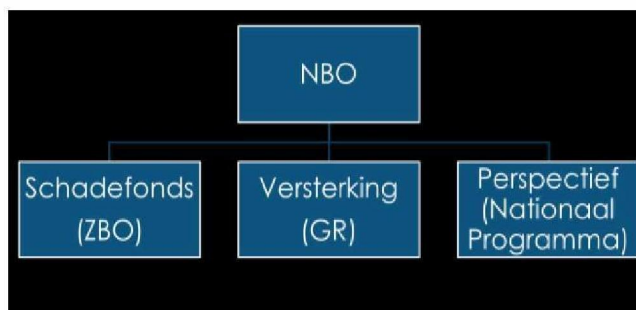 NBO
Schadefonds
(ZBO)
Versterking
(GR)
Perspectief
(Nationaal
Programma)